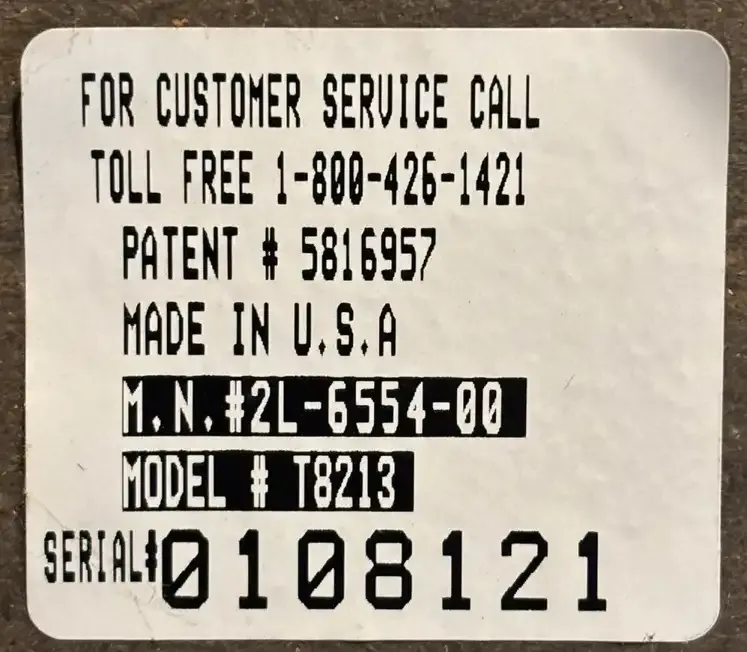 FOR CUSTOMER SERVICE CALL
TOLL FREE 1-800-426-1421
PATENT # 5816957
MADE IN U.S.A
M.N.#2L-6554-00
MODEL # T8213
SERIAL# 0108121